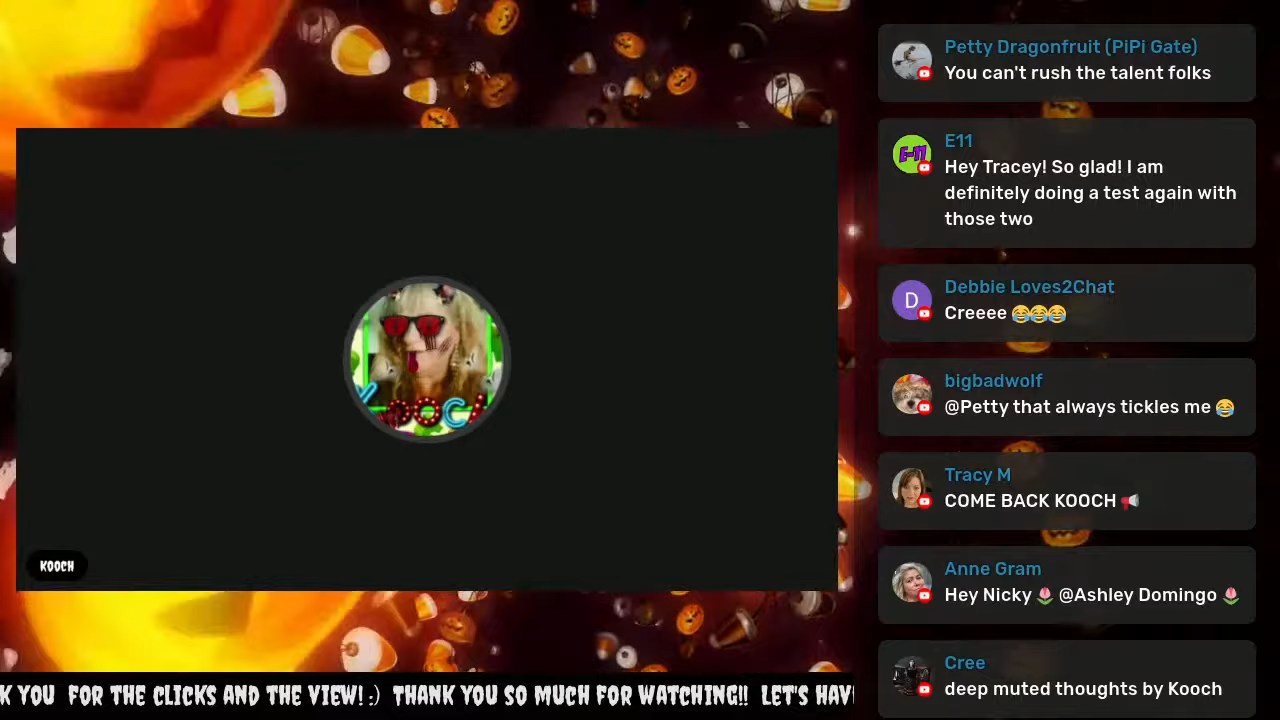 Petty Dragonfruit (PiPi Gate)
You can't rush the talent folks
E11
Hey Tracey! So glad! I am
definitely doing a test again with
those two
D
Debbie Loves2Chat
Creeee 😂😂😂
bigbadwolf
@Petty that always tickles me 😂
Tracy M
COME BACK KOOCH 📢
Anne Gram
Hey Nicky 🌷 @Ashley Domingo 🌷
Cree
deep muted thoughts by Kooch
E-11
KOOCH
K YOU FOR THE CLICKS AND THE VIEW! :) THANK YOU SO MUCH FOR WATCHING!! LET'S HAV